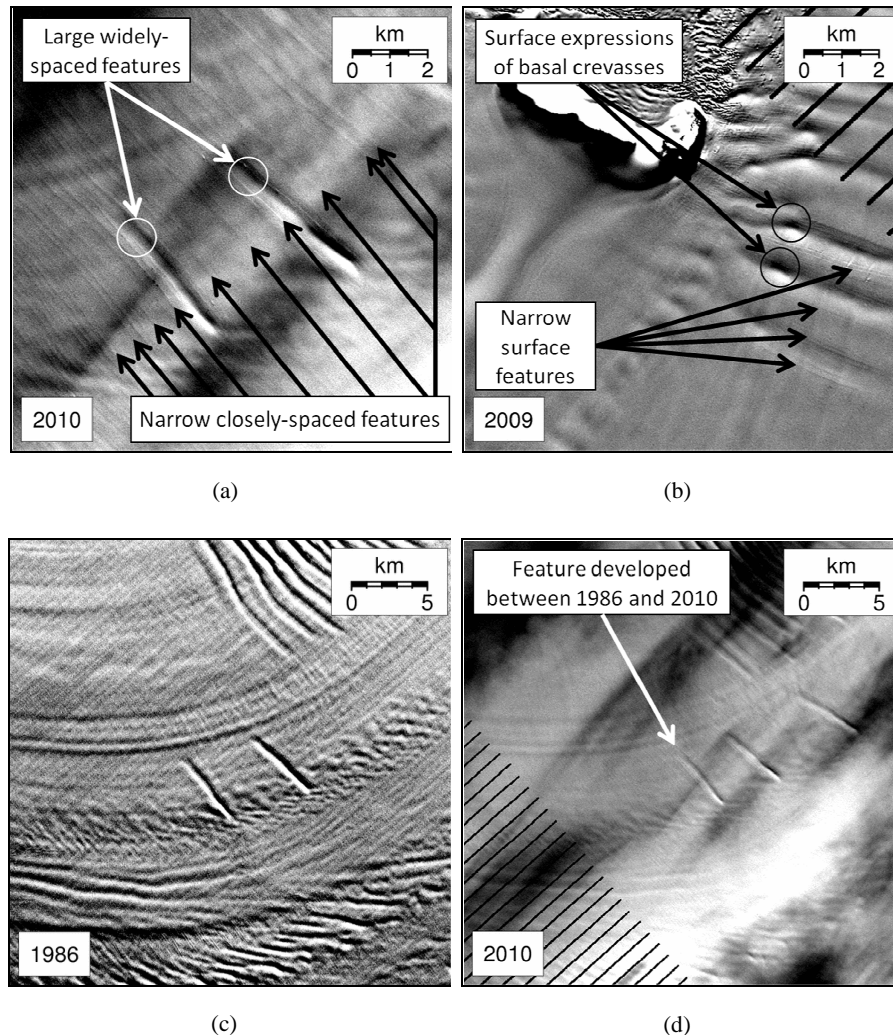 Large widely-
spaced features
km
0 1 2
Narrow closely-spaced features
2010
(a)
Surface expressions
of basal crevasses
km
0 1 2
Narrow
surface
features
2009
(b)
km
0 5
1986
(c)
Feature developed
between 1986 and 2010
km
0 5
2010
(d)